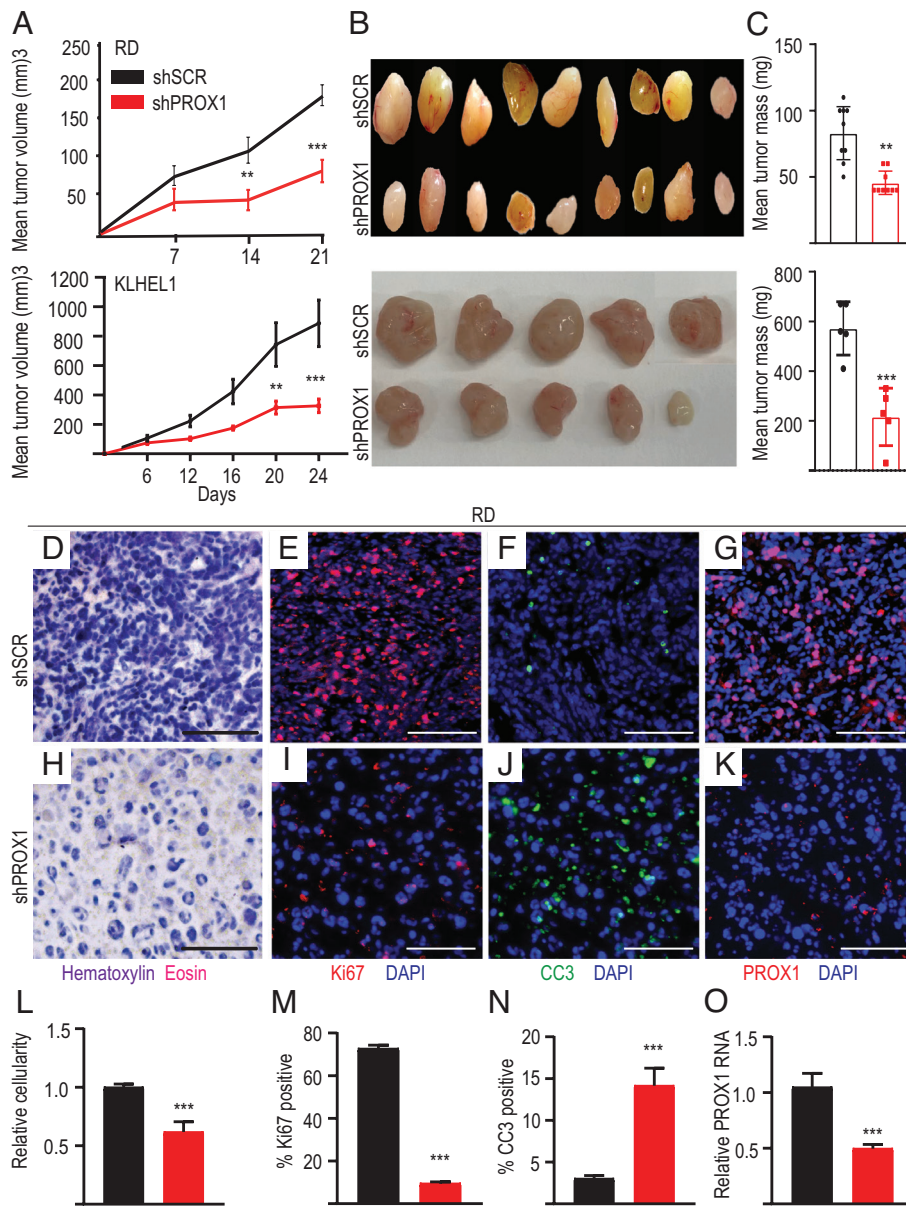 A
B
C
RD
shSCR
shPROX1
Mean tumor volume (mm)3
250
200
150
100
50
**
***
7
14
21
shSCR
shPROX1
Mean tumor mass (mg)
150
100
50
0
**
KLHEL1
Mean tumor volume (mm)3
1000
1200
800
600
400
200
**
***
6
12
16
20
24
Days
shSCR
shPROX1
Mean tumor mass (mg)
800
600
400
200
0
***
RD
D
E
F
G
shSCR
H
I
J
K
shPROX1
Hematoxylin Eosin
Ki67 DAPI
CC3 DAPI
PROX1 DAPI
L
M
N
O
Relative cellularity
1.5
1.0
0.5
***
% Ki67 positive
80
60
40
20
***
% CC3 positive
20
15
10
5
***
Relative PROX1 RNA
1.5
1.0
0.5
***